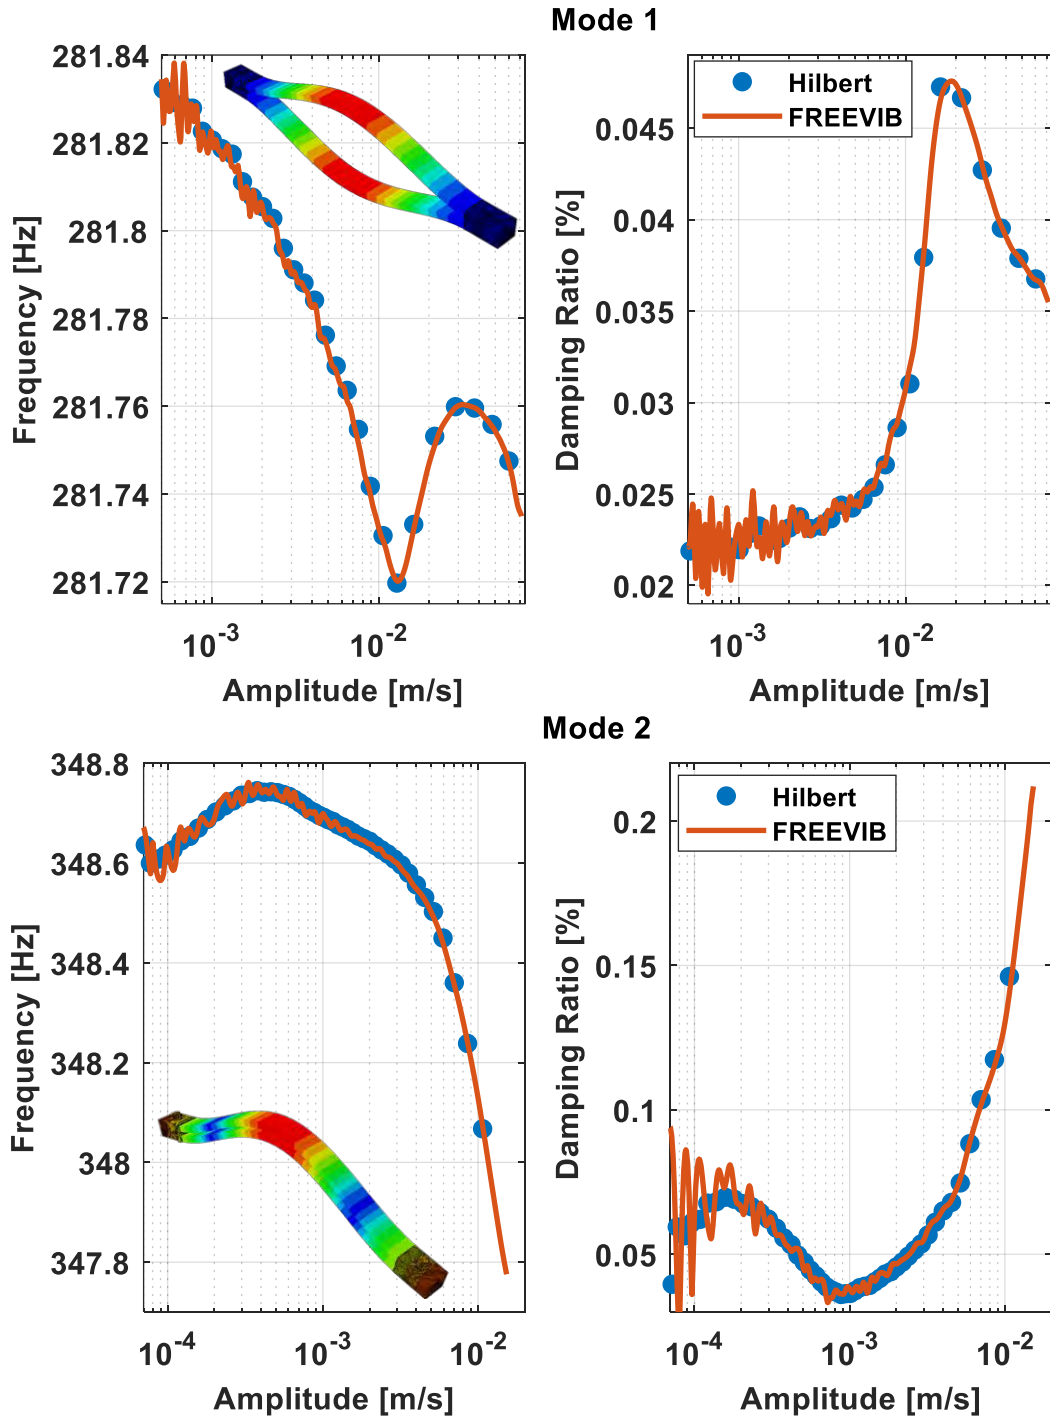 Mode 1
281.84
281.82
281.8
281.78
281.76
281.74
281.72
Frequency [Hz]
10-3
10-2
Amplitude [m/s]
Hilbert
FREEVIB
0.045
0.04
0.035
0.03
0.025
0.02
Damping Ratio [%]
10-3
10-2
Amplitude [m/s]
Mode 2
348.8
348.6
348.4
348.2
348
347.8
Frequency [Hz]
10-4
10-3
10-2
Amplitude [m/s]
Hilbert
FREEVIB
0.2
0.15
0.1
0.05
Damping Ratio [%]
10-4
10-3
10-2
Amplitude [m/s]